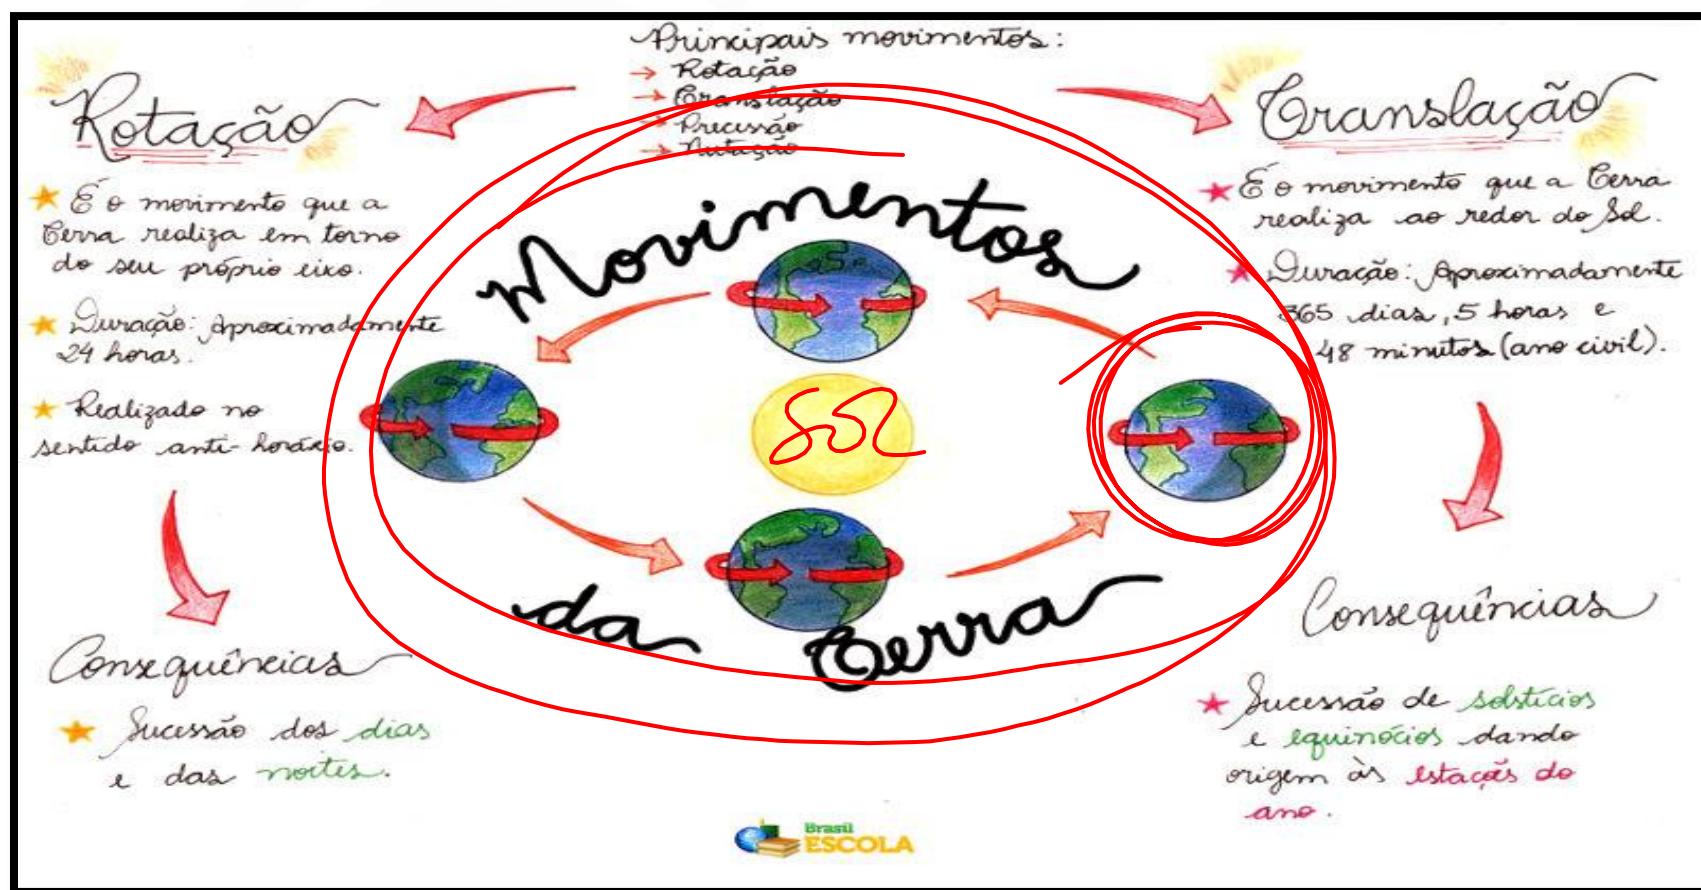 Principais movimentos:
→ Rotação
→ Translação
→ Precessão
→ Nutação
Rotação
★ É o movimento que a
Terra realiza em torno
do seu próprio eixo.
★ Duração: Aproximadamente
24 horas.
★ Realizado no
sentido anti-horário.
Consequências
★ Sucessão dos dias
e das noites.
Movimentos
SOL
da Terra
Translação
★ É o movimento que a Terra
realiza ao redor do Sol.
★ Duração: Aproximadamente
365 dias, 5 horas e
48 minutos (ano civil).
Consequências
★ Sucessão de solstícios
e equinócios dando
origem às estações do
ano.
Brasil
ESCOLA